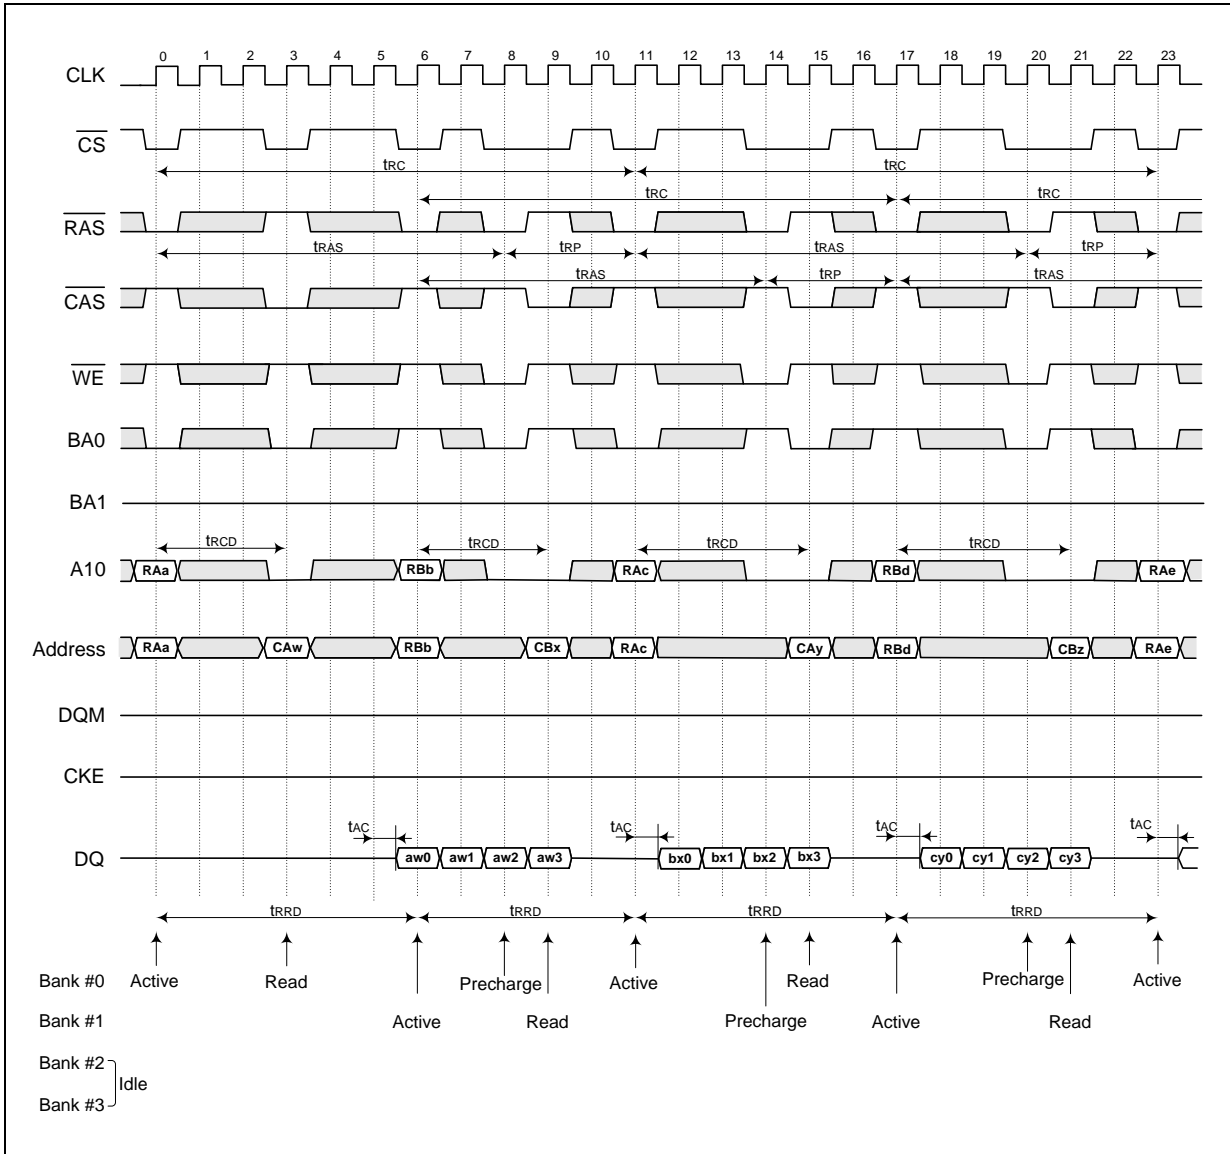 0 1 2 3 4 5 6 7 8 9 10 11 12 13 14 15 16 17 18 19 20 21 22 23
CLK
CS
tRC tRC
tRC tRC
RAS
tRAS tRP tRAS tRP
tRAS tRP tRAS
CAS
WE
BA0
BA1
tRCD tRCD tRCD tRCD
A10 RAa RBb RAc RBd RAe
Address RAa CAw RBb CBx RAc CAy RBd CBz RAe
DQM
CKE
tAC tAC tAC tAC
DQ aw0 aw1 aw2 aw3 bx0 bx1 bx2 bx3 cy0 cy1 cy2 cy3
tRRD tRRD tRRD tRRD
Bank #0 Active Read Precharge Active Read Precharge Active
Bank #1 Active Read Precharge Active Read
Bank #2
Idle
Bank #3